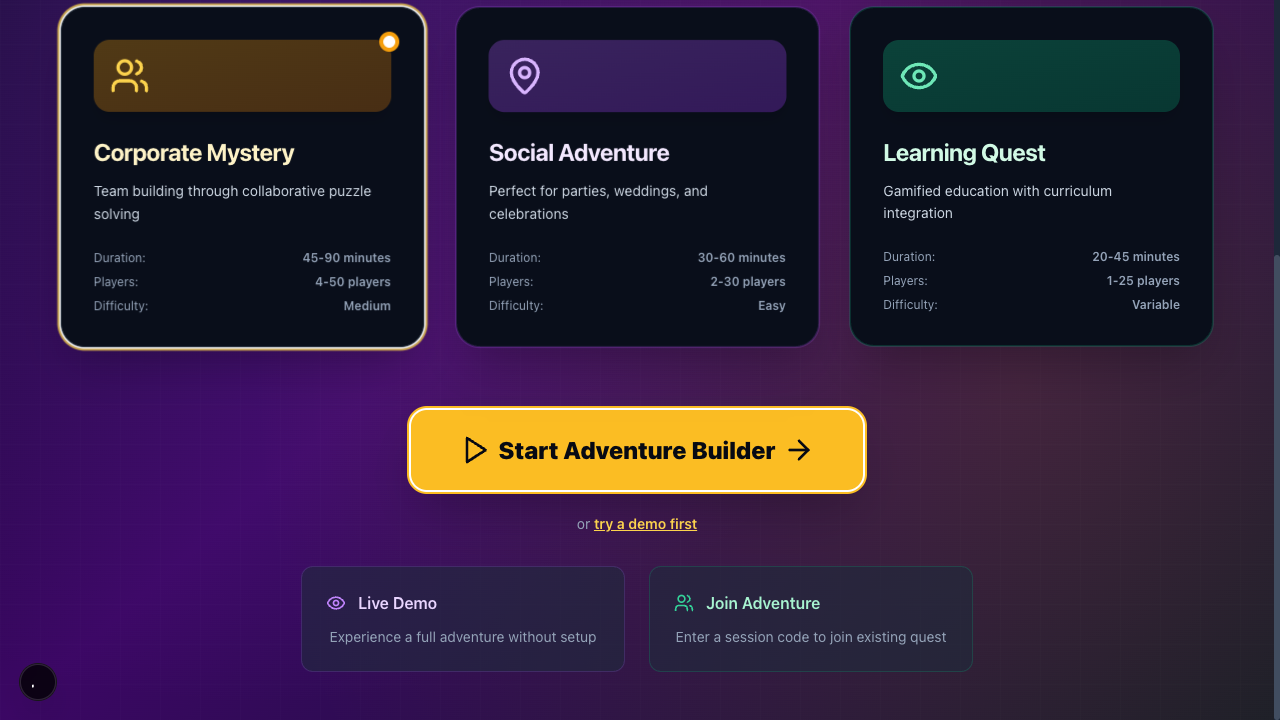 Corporate Mystery
Team building through collaborative puzzle
solving
Duration: 45-90 minutes
Players: 4-50 players
Difficulty: Medium
Social Adventure
Perfect for parties, weddings, and
celebrations
Duration: 30-60 minutes
Players: 2-30 players
Difficulty: Easy
Learning Quest
Gamified education with curriculum
integration
Duration: 20-45 minutes
Players: 1-25 players
Difficulty: Variable
Start Adventure Builder
or try a demo first
Live Demo
Experience a full adventure without setup
Join Adventure
Enter a session code to join existing quest